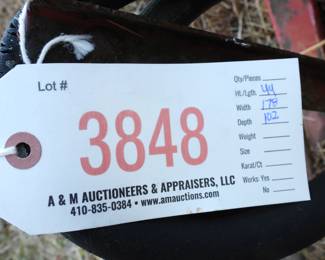 Lot #
3848
A & M AUCTIONEERS & APPRAISERS, LLC
410-835-0384 • www.amauctions.com
Qty/Pieces
Ht./Lgth. 44
Width 178
Depth 102
Weight
Size
Karat/Ct
Works: Yes
No